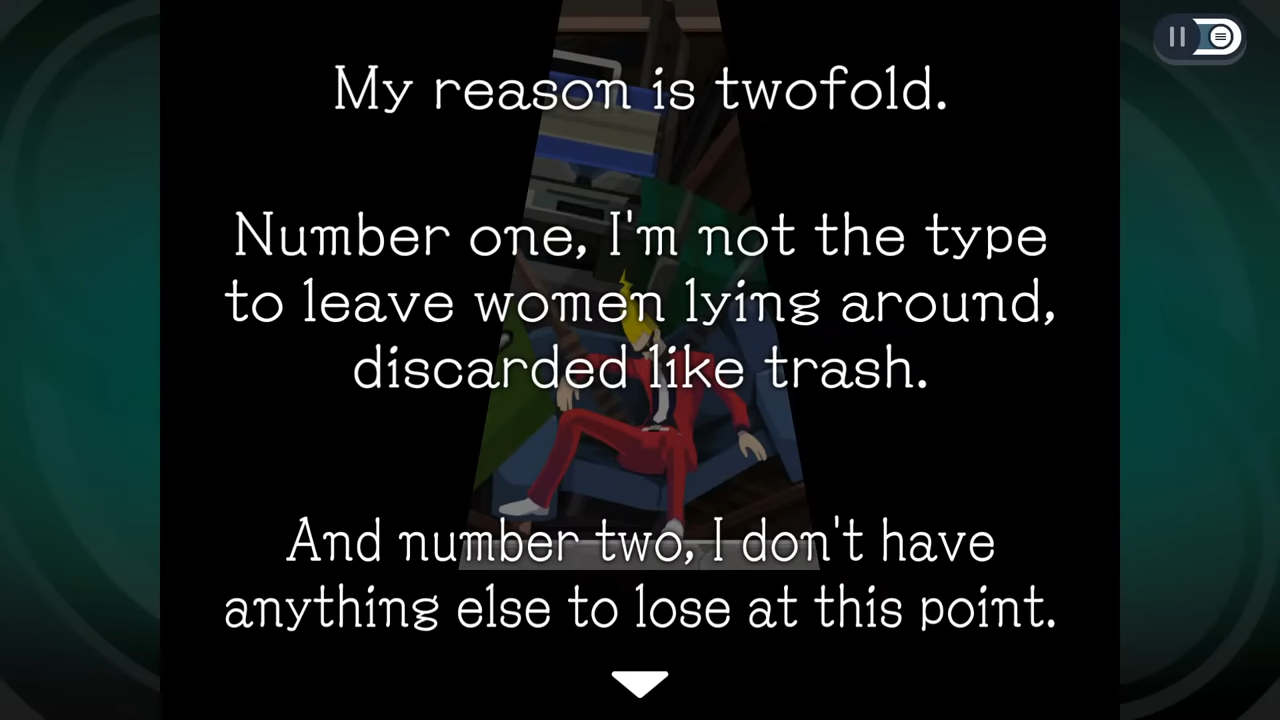 My reason is twofold.
Number one, I'm not the type
to leave women lying around,
discarded like trash.
And number two, I don't have
anything else to lose at this point.